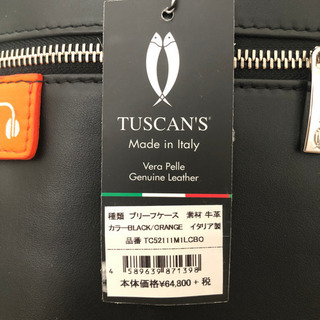 TUSCAN'S®
Made in Italy
Vera Pelle
Genuine Leather
種類 ブリーフケース 素材 牛革
カラーBLACK/ORANGE イタリア製
品番 TC52111MILCBO
4 589639 871398
本体価格¥64,800 + 税